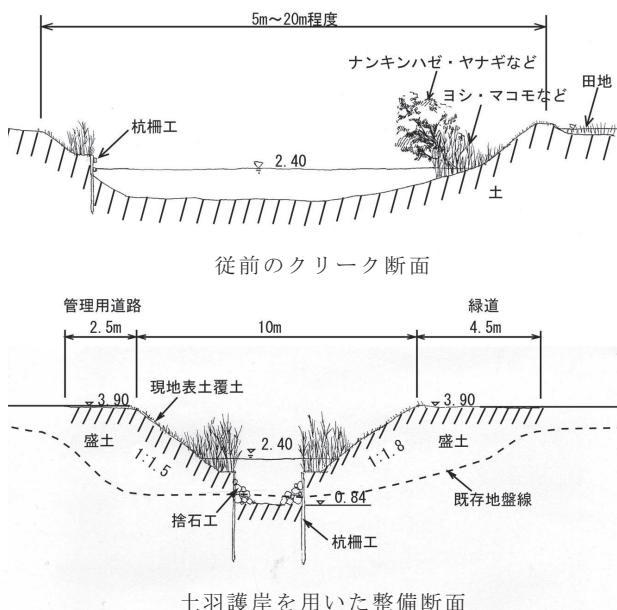 5m～20m程度
ナンキンハゼ・ヤナギなど
ヨシ・マコモなど
田地
杭柵工
2.40
土
従前のクリーク断面
管理用道路
緑道
2.5m
10m
4.5m
現地表土覆土
3.90
3.90
盛土
2.40
盛土
1:1.5
1:1.8
捨石工
0.84
既存地盤線
杭柵工
土羽護岸を用いた整備断面